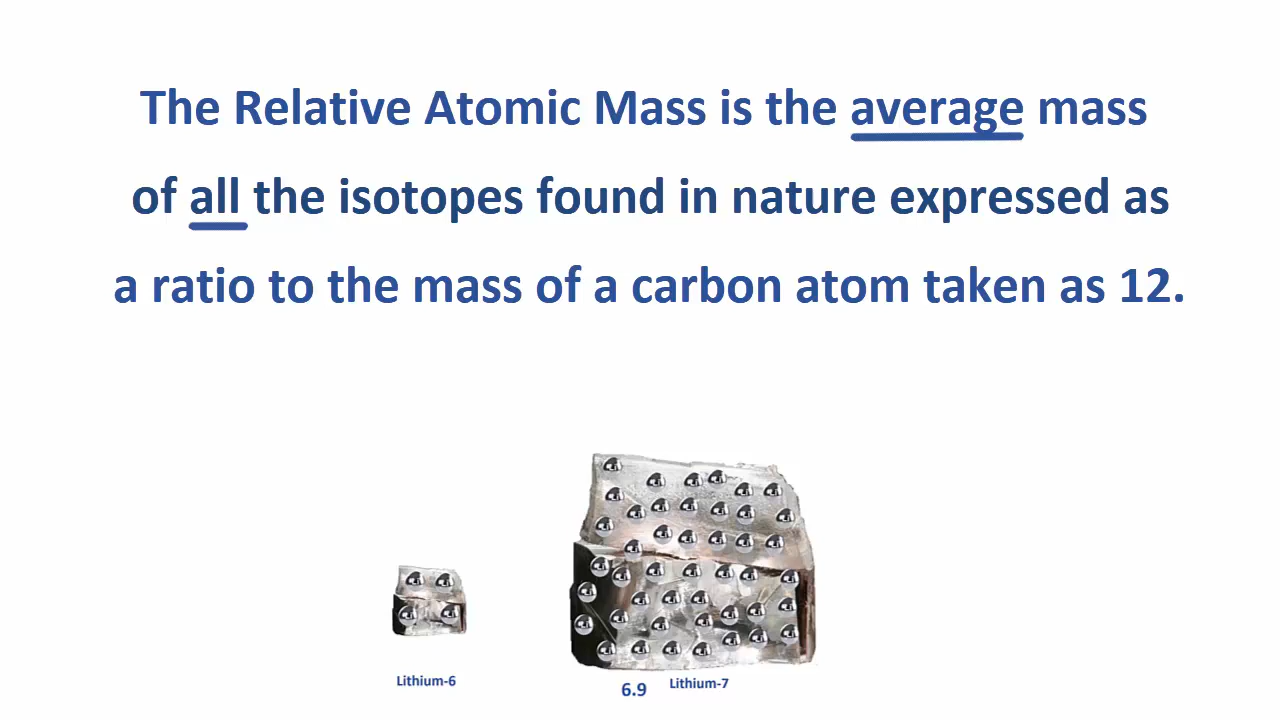 The Relative Atomic Mass is the average mass
of all the isotopes found in nature expressed as
a ratio to the mass of a carbon atom taken as 12.
Lithium-6
6.9
Lithium-7